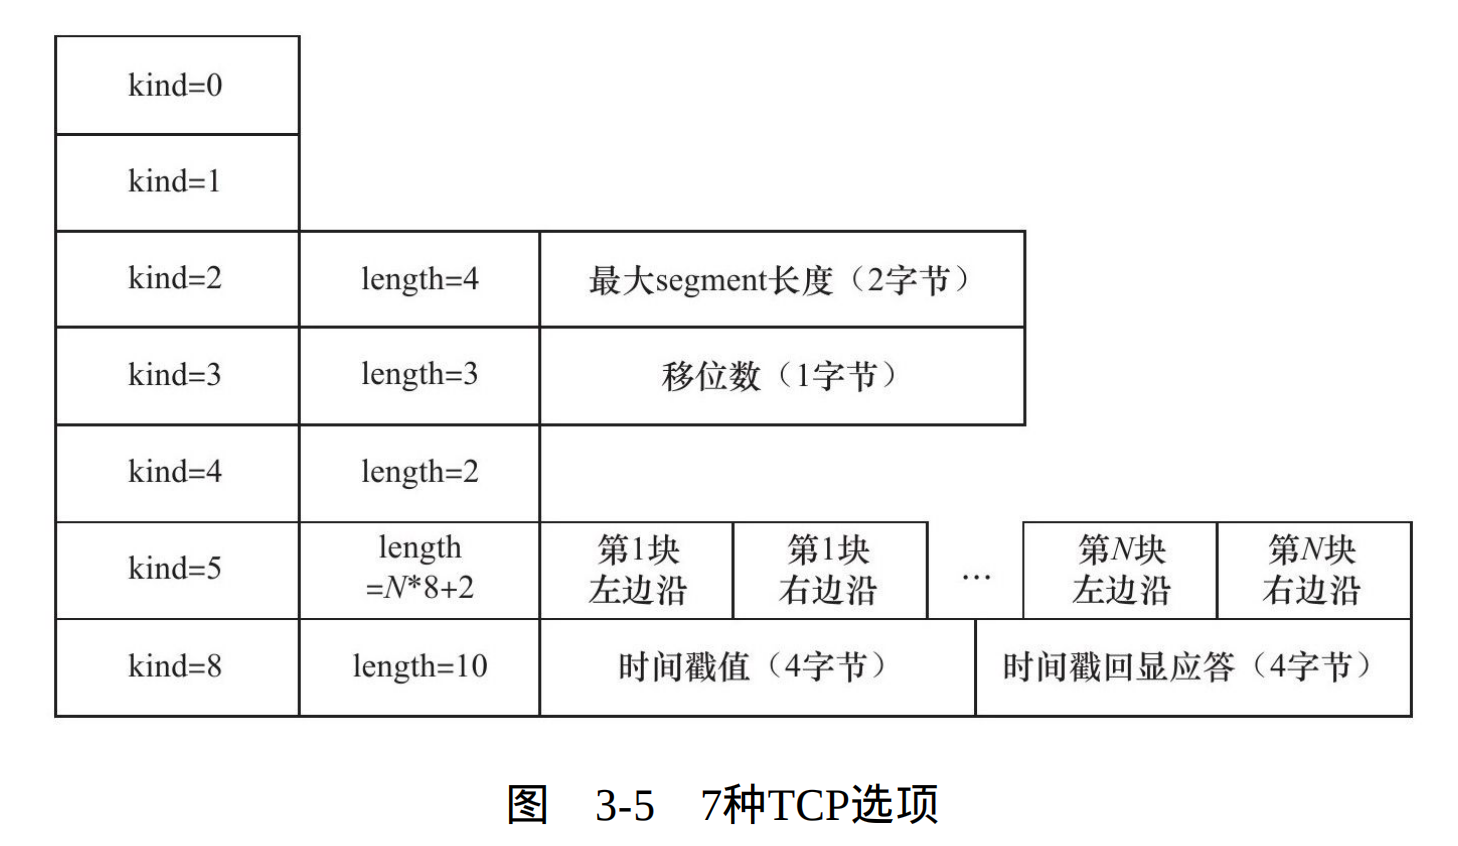 kind=0
kind=1
kind=2 length=4 最大segment长度（2字节）
kind=3 length=3 移位数（1字节）
kind=4 length=2
kind=5 length =N*8+2 第1块左边沿 第1块右边沿 … 第N块左边沿 第N块右边沿
kind=8 length=10 时间戳值（4字节） 时间戳回显应答（4字节）
图 3-5 7种TCP选项